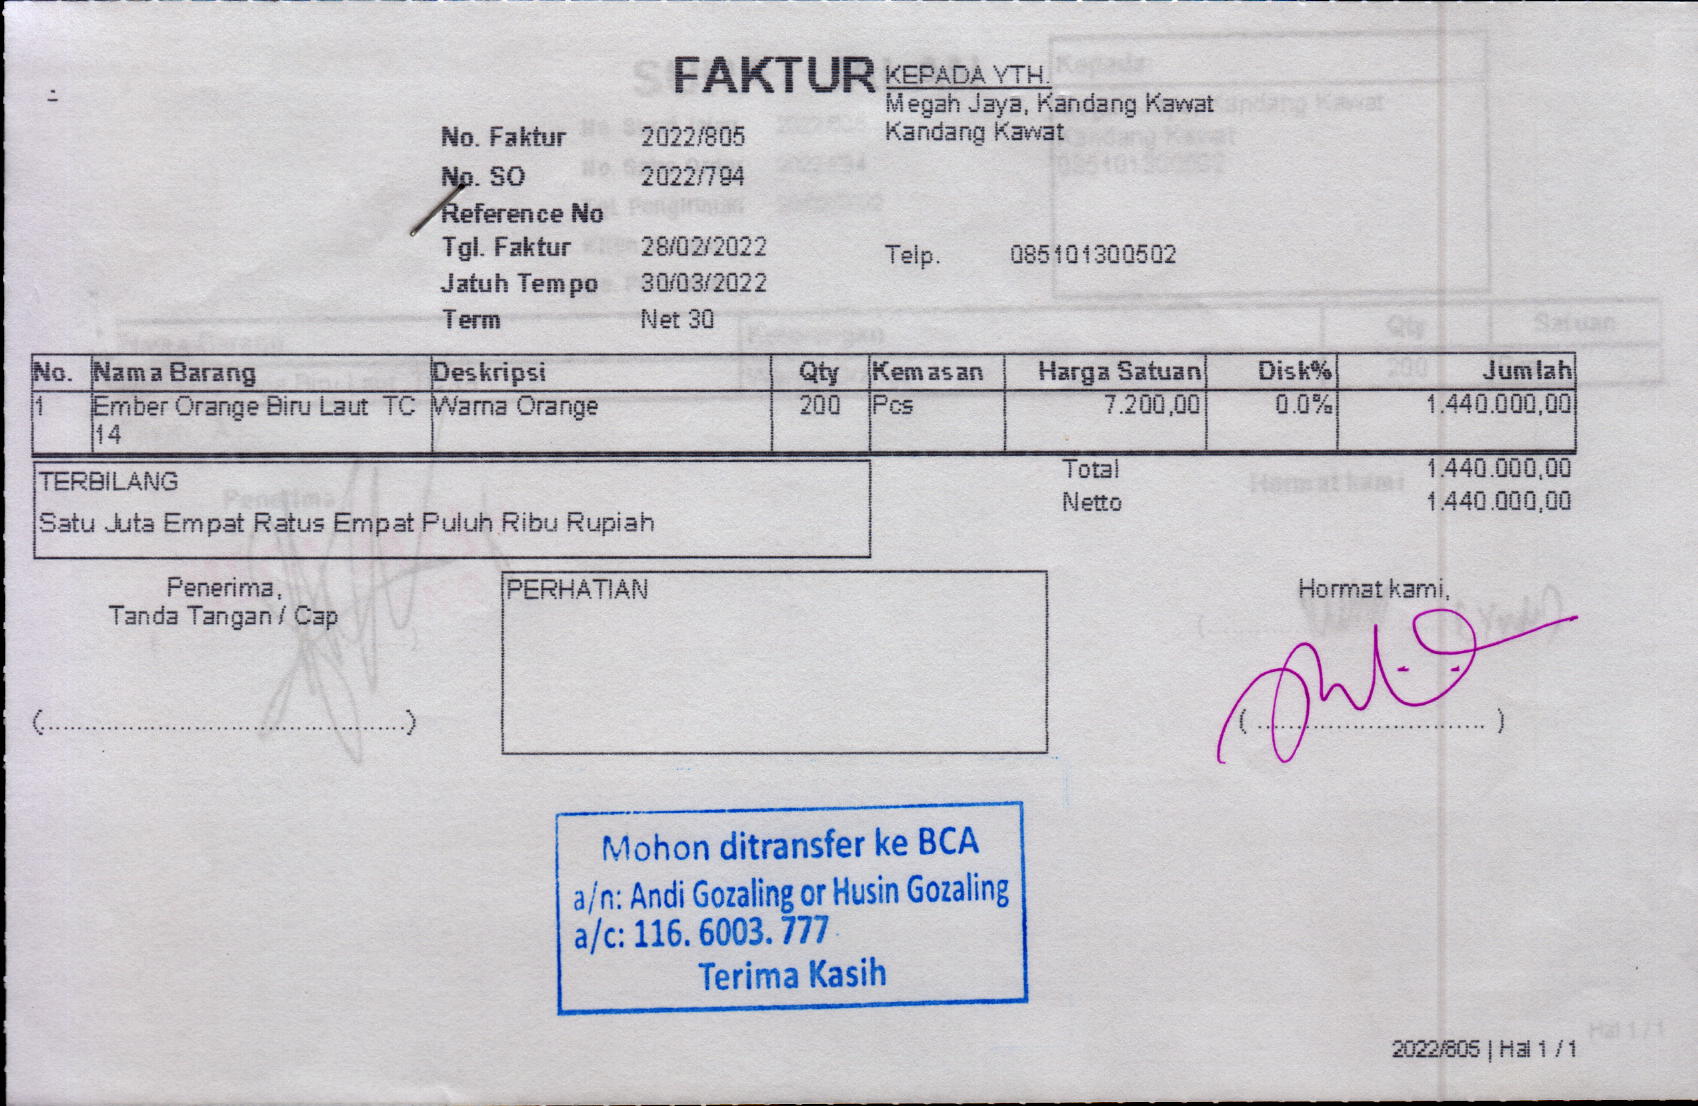 FAKTUR
KEPADA YTH.
Megah Jaya, Kandang Kawat
Kandang Kawat
No. Faktur 2022/805
No. SO 2022/794
Reference No
Tgl. Faktur 28/02/2022
Telp. 085101300502
Jatuh Tempo 30/03/2022
Term Net 30
No. Nama Barang Deskripsi Qty Kemasan Harga Satuan Disk% Jumlah
1 Ember Orange Biru Laut TC Warna Orange 200 Pcs 7.200,00 0.0% 1.440.000,00
14
Total 1.440.000,00
TERBILANG
Netto 1.440.000,00
Satu Juta Empat Ratus Empat Puluh Ribu Rupiah
Penerima,
Tanda Tangan / Cap
PERHATIAN
Hormat kami,
(............................................)
( ............................ )
Mohon ditransfer ke BCA
a/n: Andi Gozaling or Husin Gozaling
a/c: 116. 6003. 777
Terima Kasih
2022/805 | Hal 1 / 1